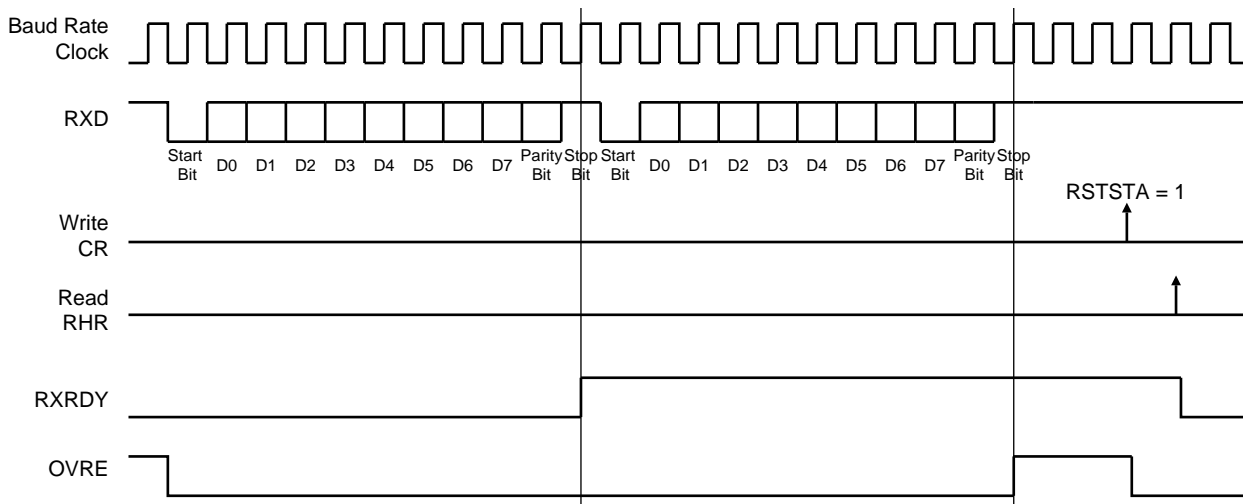 Baud Rate
Clock
RXD
Start
Bit
D0
D1
D2
D3
D4
D5
D6
D7
Parity
Bit
Stop
Bit
Start
Bit
D0
D1
D2
D3
D4
D5
D6
D7
Parity
Bit
Stop
Bit
RSTSTA = 1
Write
CR
Read
RHR
RXRDY
OVRE